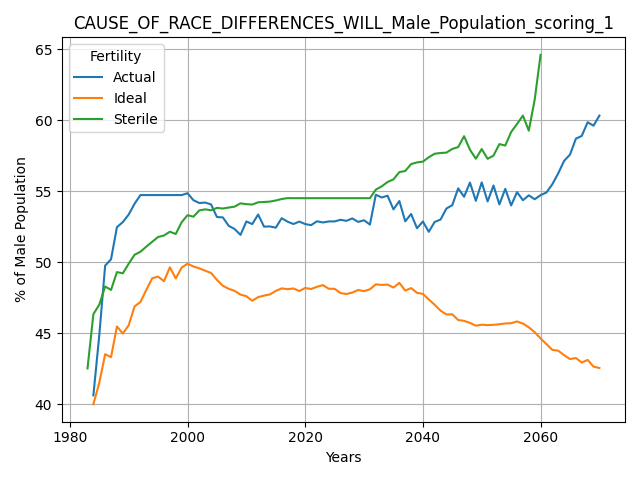 CAUSE_OF_RACE_DIFFERENCES_WILL_Male_Population_scoring_1
65
60
55
50
45
40
% of Male Population
Fertility
Actual
Ideal
Sterile
1980 2000 2020 2040 2060
Years